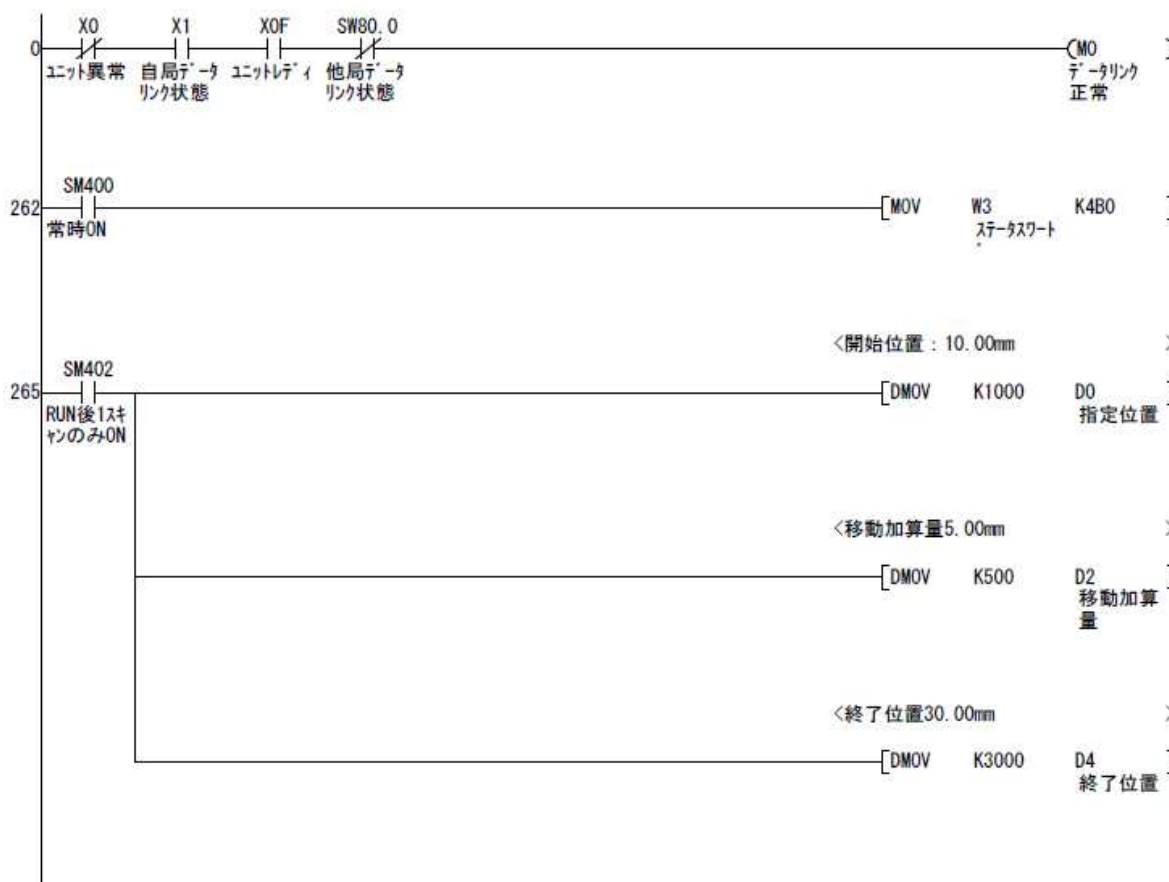 X0 X1 X0F SW80.0
0 (M0
ユニット異常 自局データ ユニットレディ 他局データ データリンク
リンク状態 リンク状態 正常
SM400
262 [MOV W3 K4B0 ]
常時ON ステータスワード
<開始位置：10.00mm >
SM402
265 [DMOV K1000 D0 ]
RUN後1スキ 指定位置
ャンのみON
<移動加算量5.00mm >
[DMOV K500 D2 ]
移動加算
量
<終了位置30.00mm >
[DMOV K3000 D4 ]
終了位置